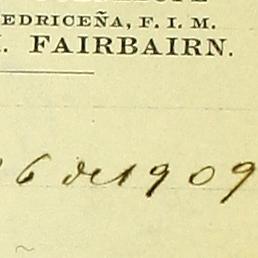 EDRICEÑA, F. I. M.
. FAIRBAIRN.
6 de 1909